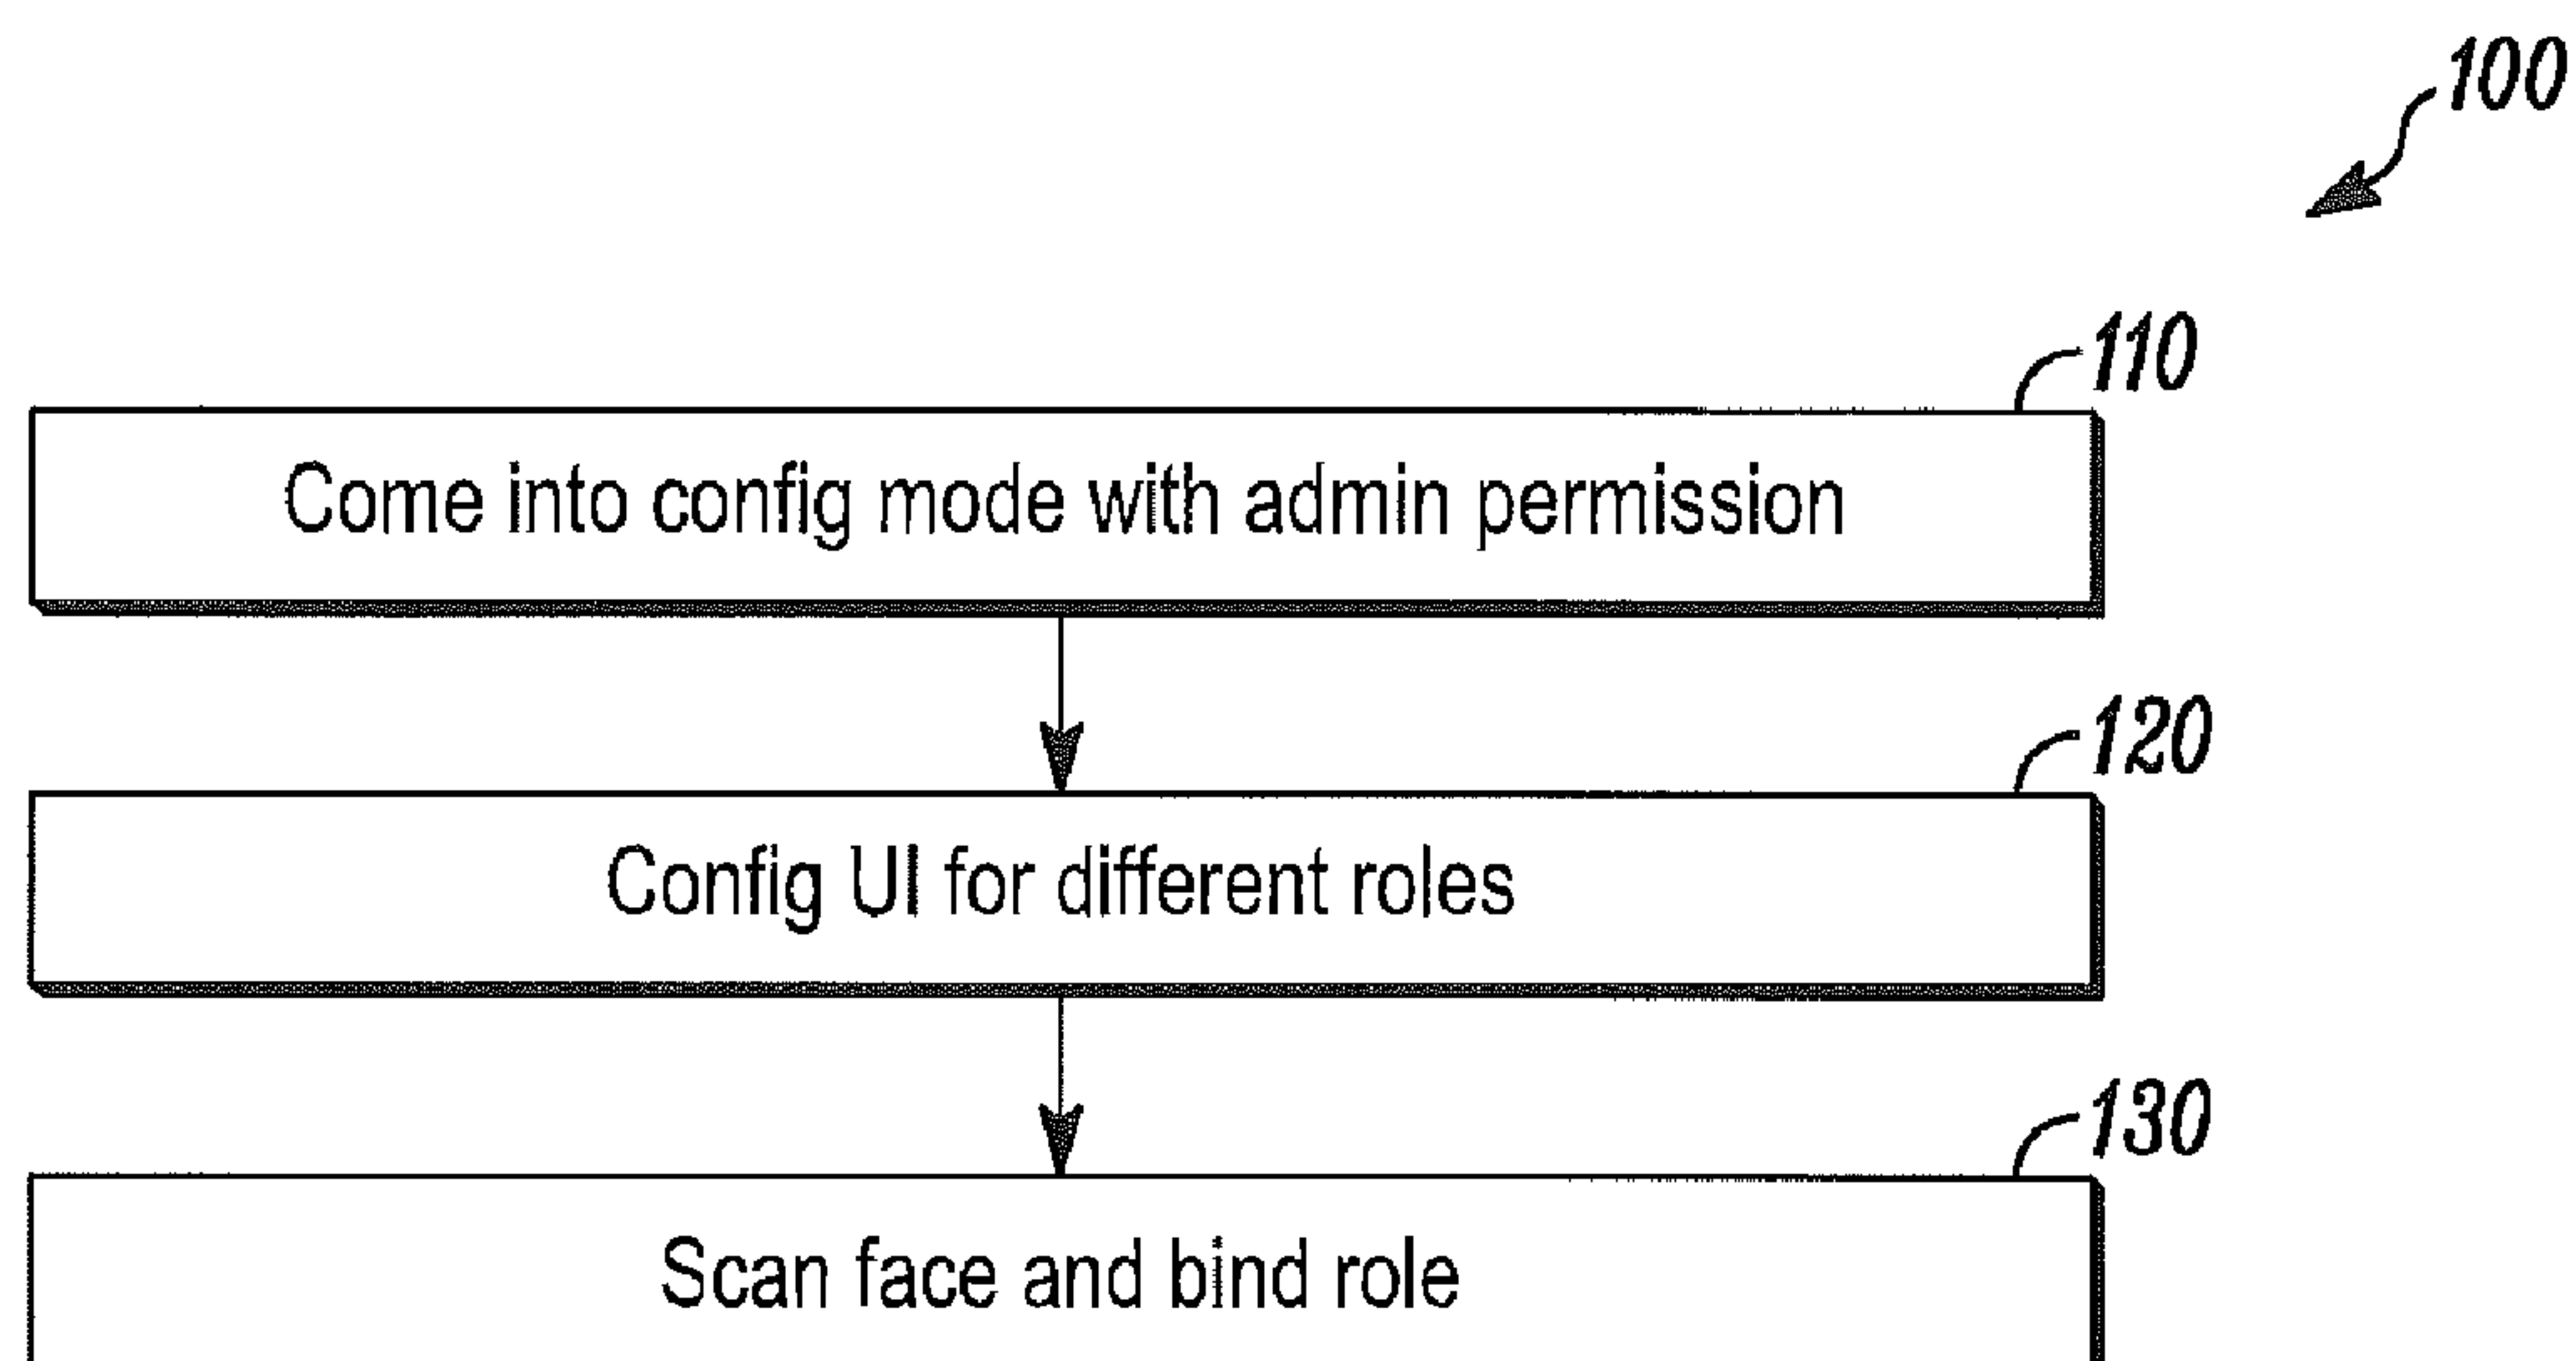 100
110
Come into config mode with admin permission
120
Config UI for different roles
130
Scan face and bind role